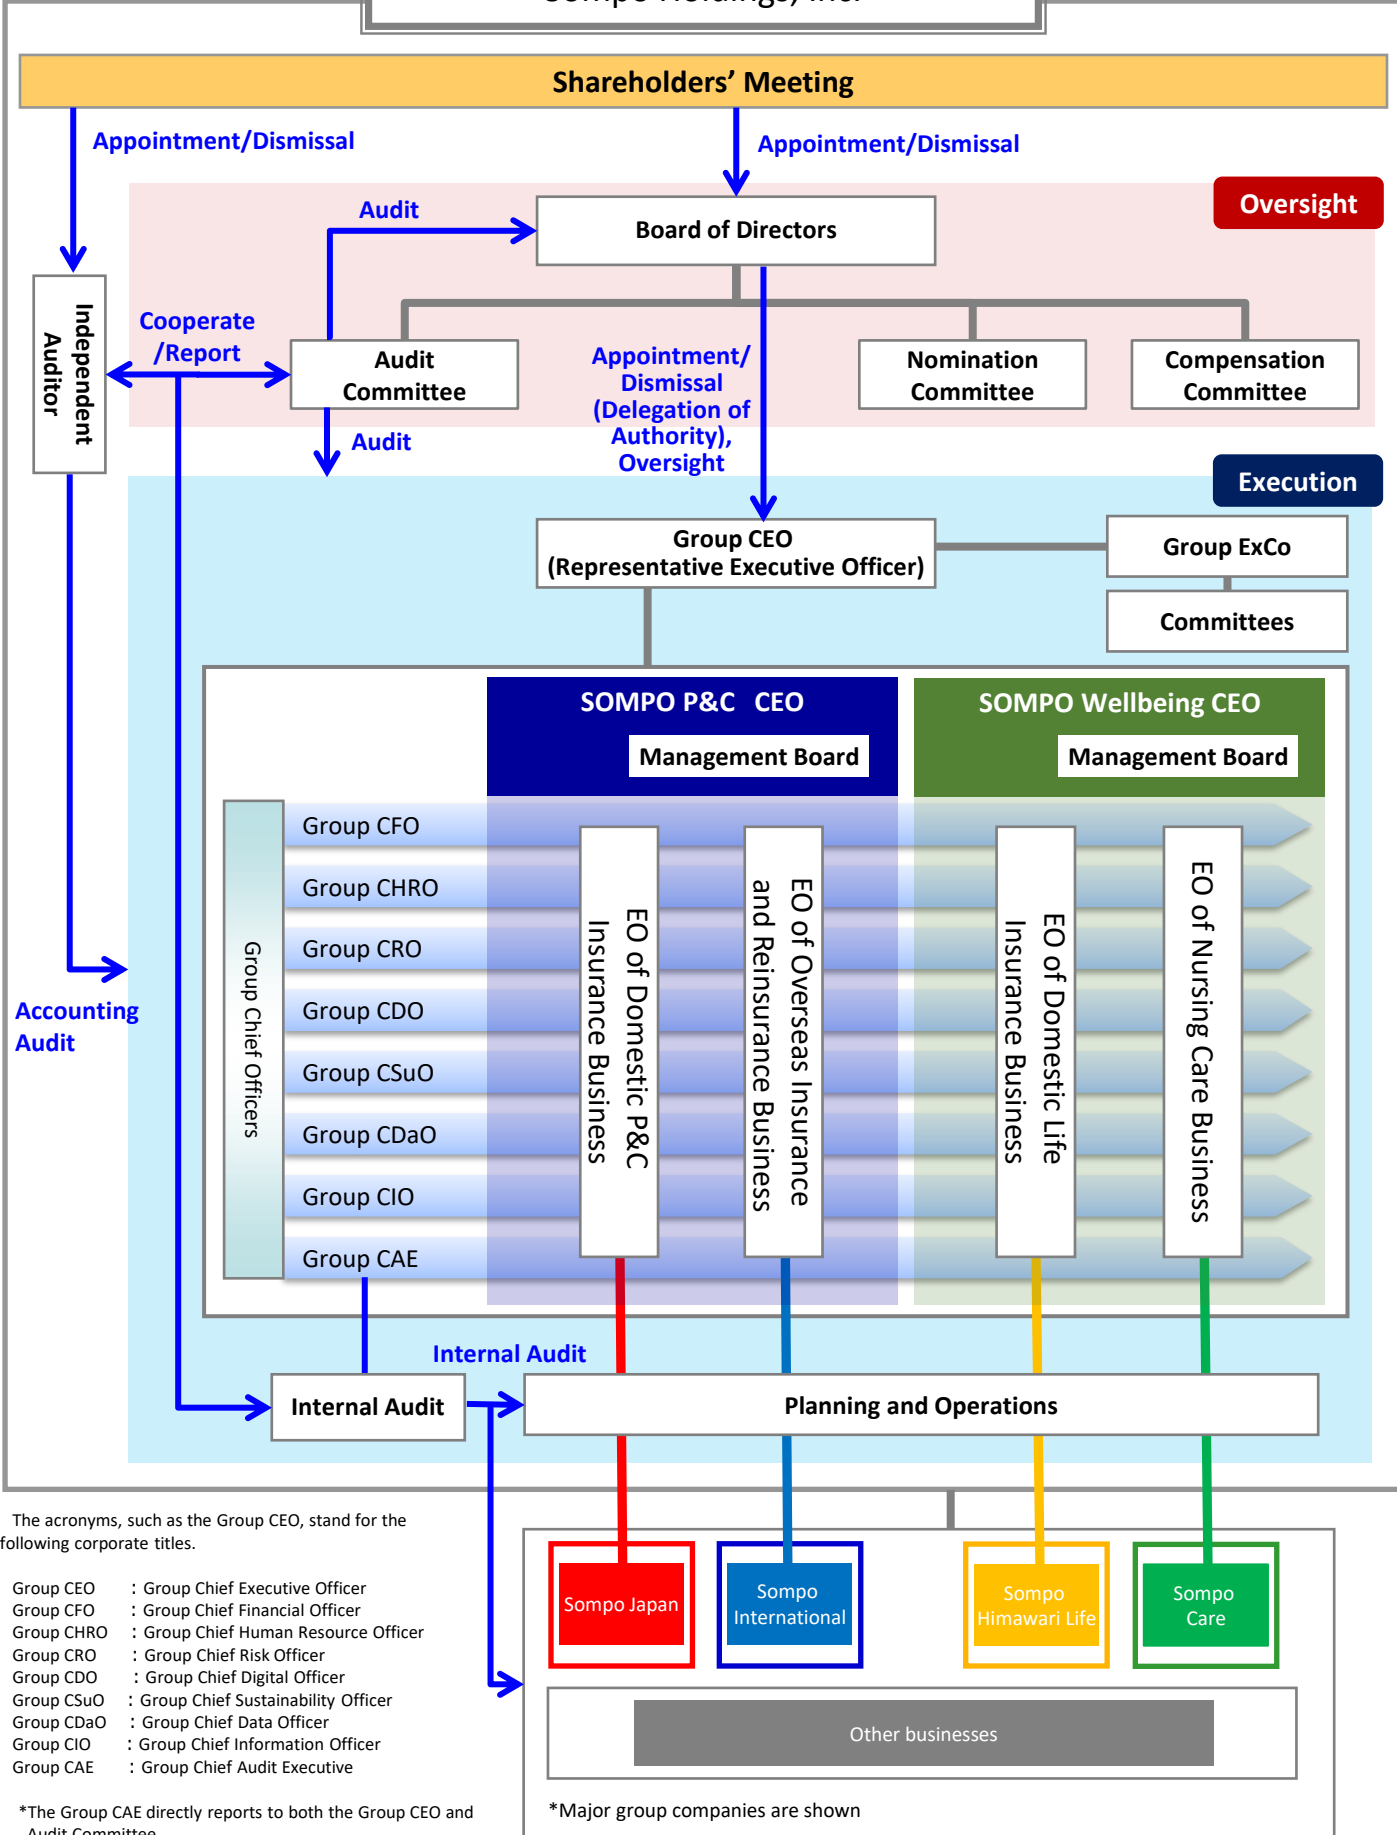 Sompo Holdings, Inc.
Shareholders’ Meeting
Appointment/Dismissal
Appointment/Dismissal
Oversight
Audit
Board of Directors
Independent
Auditor
Cooperate
/Report
Audit
Committee
Appointment/
Dismissal
(Delegation of
Authority),
Oversight
Nomination
Committee
Compensation
Committee
Audit
Execution
Group CEO
(Representative Executive Officer)
Group ExCo
Committees
SOMPO P&C CEO
Management Board
SOMPO Wellbeing CEO
Management Board
Group Chief Officers
Group CFO
Group CHRO
Group CRO
Group CDO
Group CSuO
Group CDaO
Group CIO
Group CAE
EO of Domestic P&C
Insurance Business
EO of Overseas Insurance
and Reinsurance Business
EO of Domestic Life
Insurance Business
EO of Nursing Care Business
Accounting
Audit
Internal Audit
Internal Audit
Planning and Operations
The acronyms, such as the Group CEO, stand for the
following corporate titles.
Group CEO : Group Chief Executive Officer
Group CFO : Group Chief Financial Officer
Group CHRO : Group Chief Human Resource Officer
Group CRO : Group Chief Risk Officer
Group CDO : Group Chief Digital Officer
Group CSuO : Group Chief Sustainability Officer
Group CDaO : Group Chief Data Officer
Group CIO : Group Chief Information Officer
Group CAE : Group Chief Audit Executive
*The Group CAE directly reports to both the Group CEO and
Audit Committee
Sompo Japan
Sompo
International
Sompo
Himawari Life
Sompo
Care
Other businesses
*Major group companies are shown